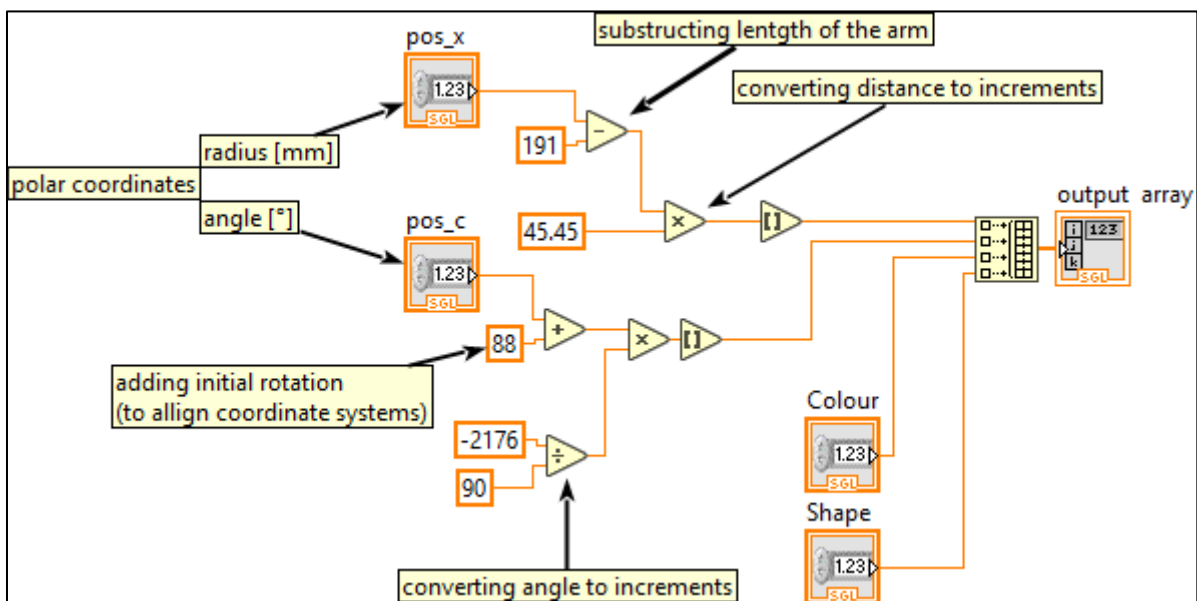 substructing lentgth of the arm
pos_x
1.23
SGL
converting distance to increments
191
radius [mm]
polar coordinates
angle [°]
pos_c
1.23
SGL
45.45
×
[]
output array
i
j
k
123
SGL
−
88
+
×
[]
adding initial rotation
(to allign coordinate systems)
-2176
90
÷
Colour
1.23
SGL
Shape
1.23
SGL
converting angle to increments